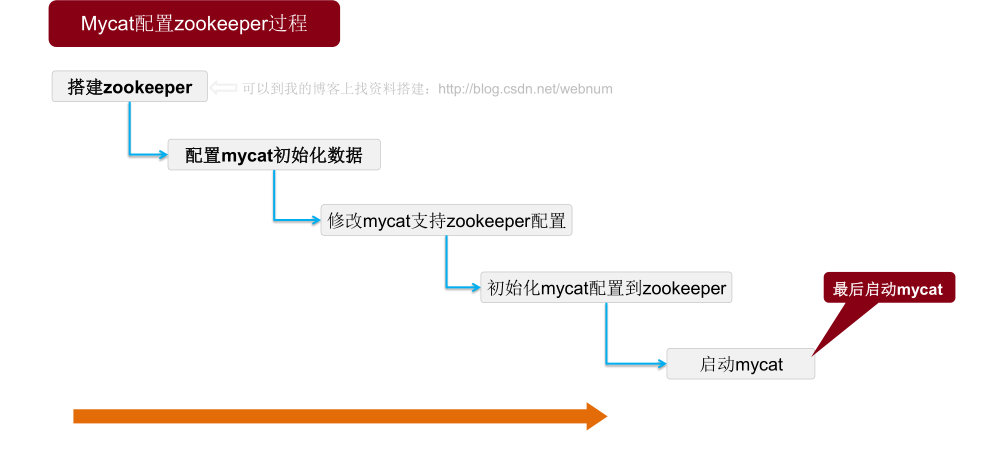 Mycat配置zookeeper过程
搭建zookeeper
可以到我的博客上找资料搭建：http://blog.csdn.net/webnum
配置mycat初始化数据
修改mycat支持zookeeper配置
初始化mycat配置到zookeeper
最后启动mycat
启动mycat